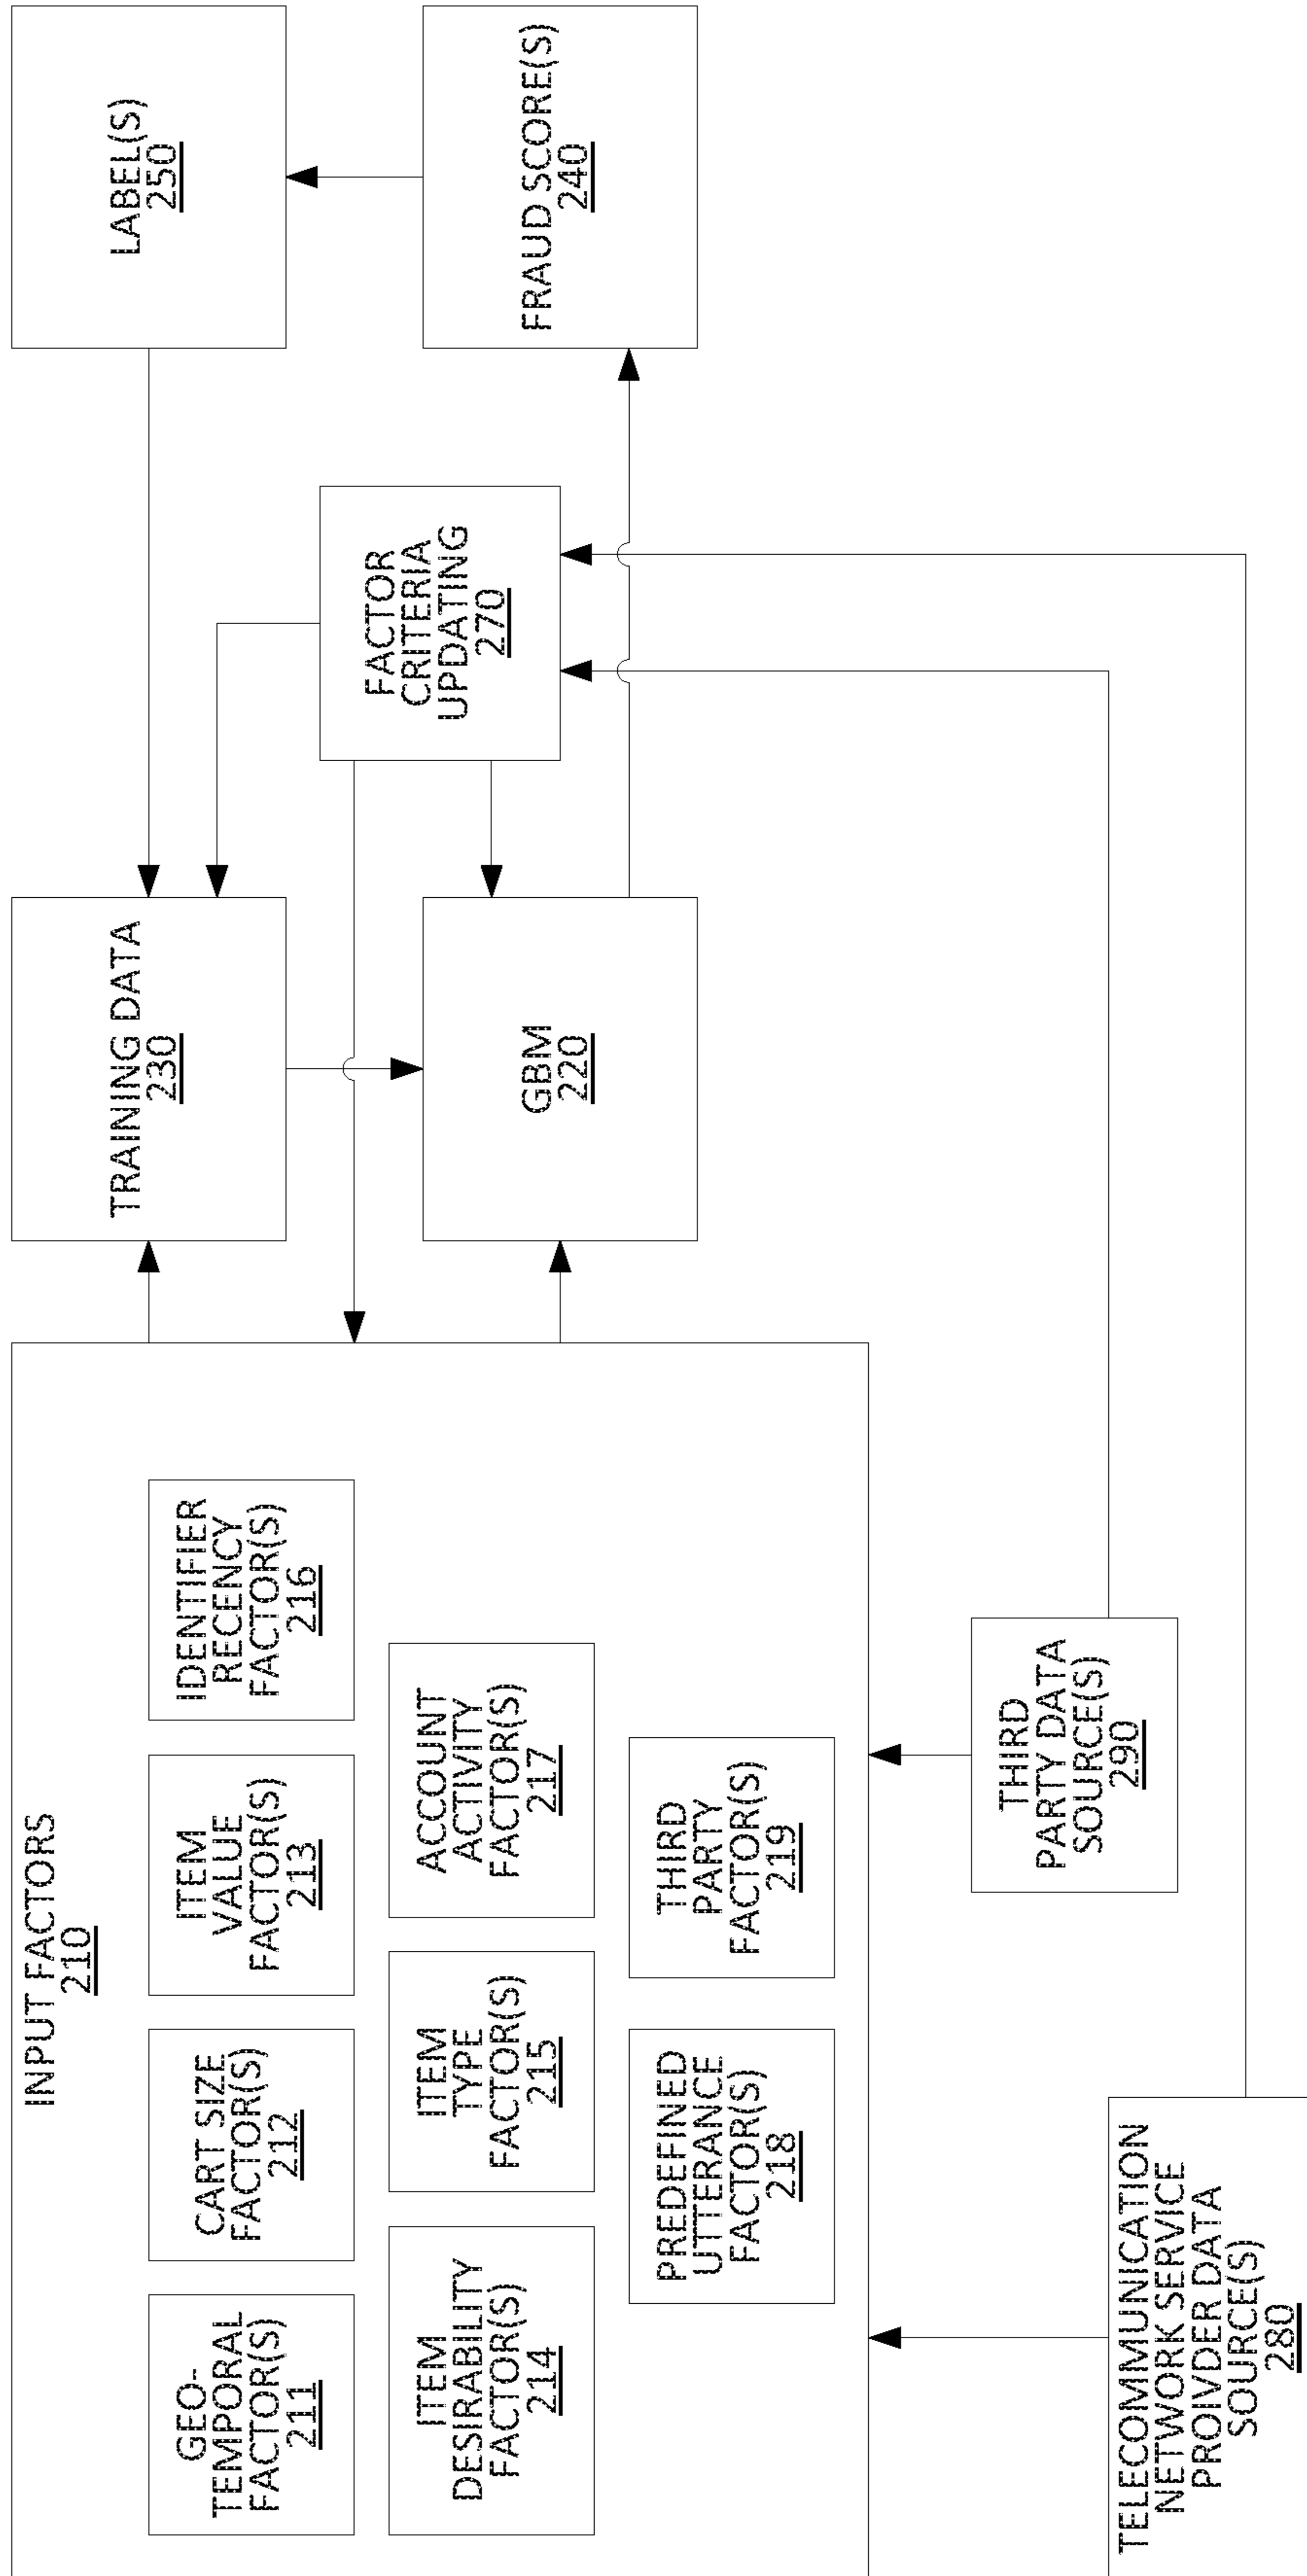 INPUT FACTORS
210
GEO-
TEMPORAL
FACTOR(S)
211
CART SIZE
FACTOR(S)
212
ITEM
VALUE
FACTOR(S)
213
IDENTIFIER
RECENCY
FACTOR(S)
216
ITEM
DESIRABILITY
FACTOR(S)
214
ITEM
TYPE
FACTOR(S)
215
ACCOUNT
ACTIVITY
FACTOR(S)
217
PREDEFINED
UTTERANCE
FACTOR(S)
218
THIRD
PARTY
FACTOR(S)
219
TRAINING DATA
230
GBM
220
FACTOR
CRITERIA
UPDATING
270
LABEL(S)
250
FRAUD SCORE(S)
240
THIRD
PARTY DATA
SOURCE(S)
290
TELECOMMUNICATION
NETWORK SERVICE
PROIVDER DATA
SOURCE(S)
280